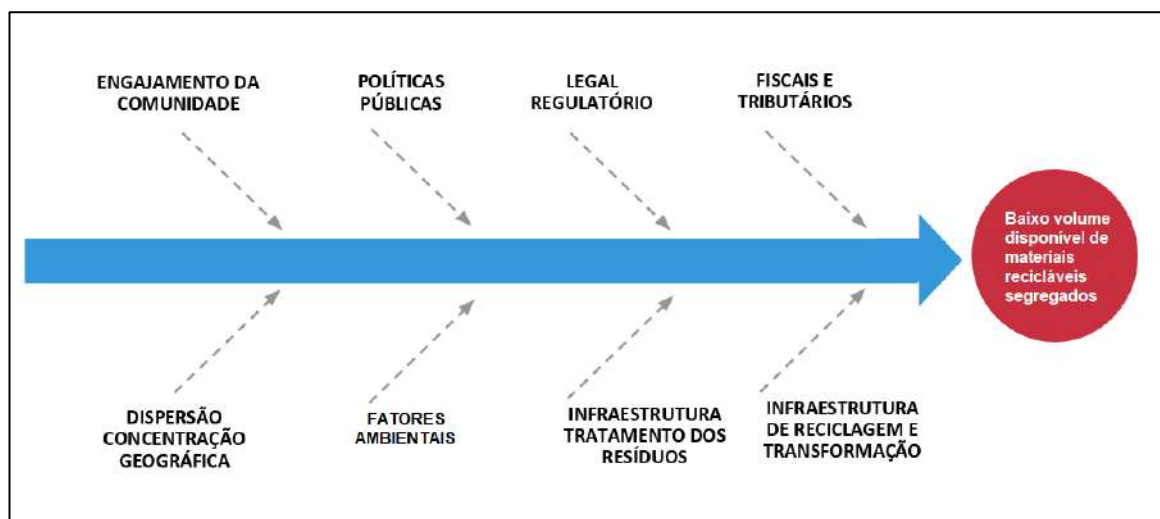 ENGAJAMENTO DA
COMUNIDADE
POLÍTICAS
PÚBLICAS
LEGAL
REGULATÓRIO
FISCAIS E
TRIBUTÁRIOS
Baixo volume
disponível de
materiais
recicláveis
segregados
DISPERSÃO
CONCENTRAÇÃO
GEOGRÁFICA
FATORES
AMBIENTAIS
INFRAESTRUTURA
TRATAMENTO DOS
RESÍDUOS
INFRAESTRUTURA
DE RECICLAGEM E
TRANSFORMAÇÃO